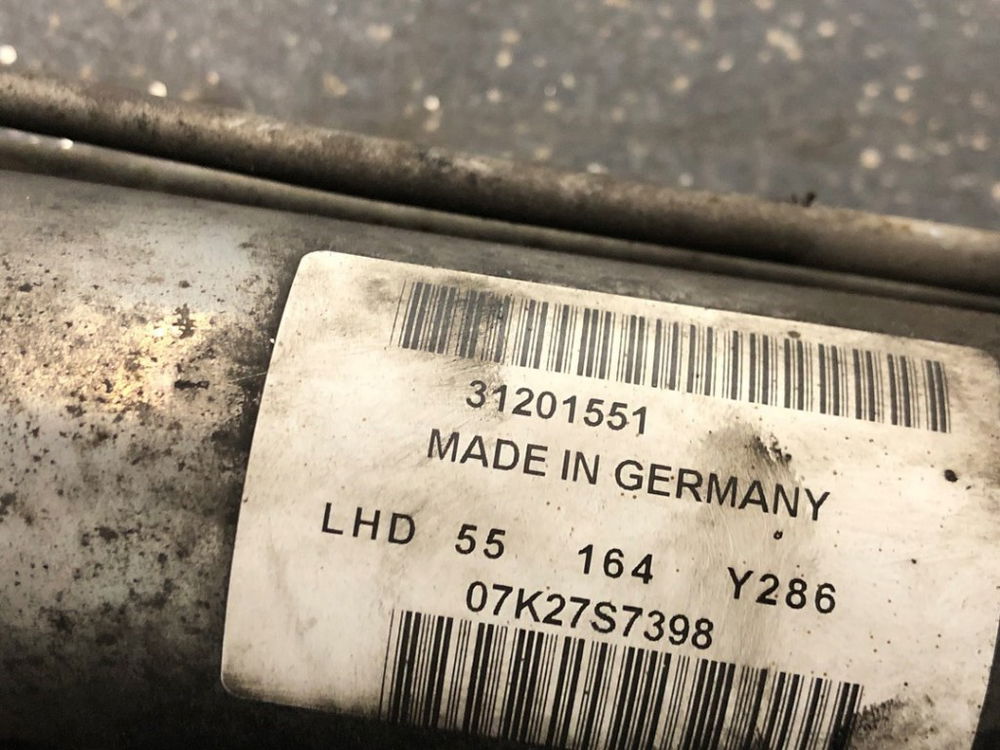 31201551
MADE IN GERMANY
LHD 55 164 Y286
07K27S7398